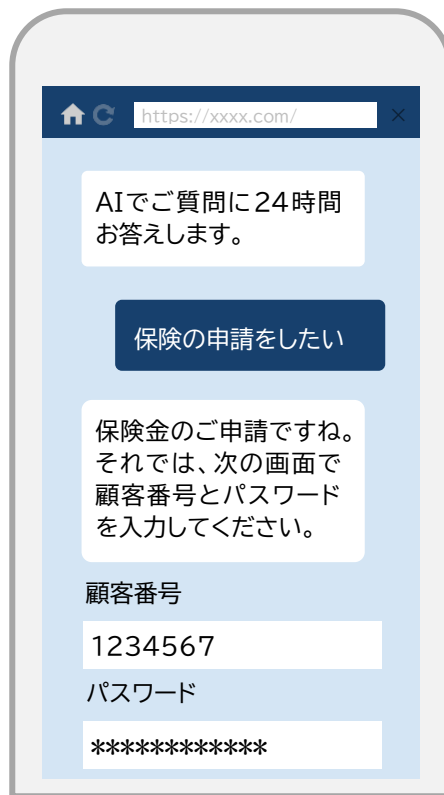 https://xxxx.com/
AIでご質問に24時間
お答えします。
保険の申請をしたい
保険金のご申請ですね。
それでは、次の画面で
顧客番号とパスワード
を入力してください。
顧客番号
1234567
パスワード
************